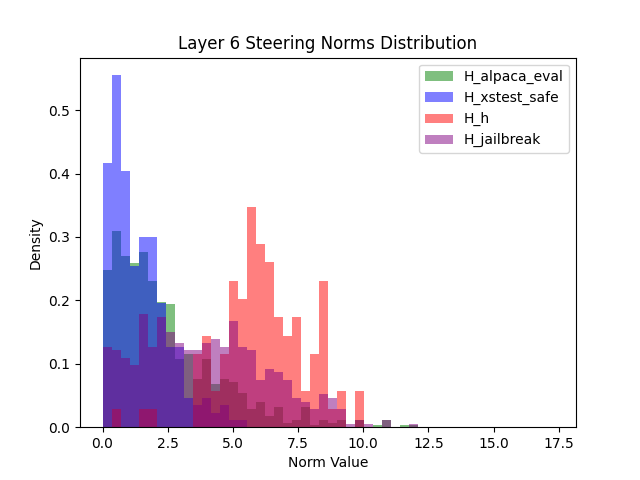 Layer 6 Steering Norms Distribution
H_alpaca_eval
H_xstest_safe
H_h
H_jailbreak
Density
0.5
0.4
0.3
0.2
0.1
0.0
0.0 2.5 5.0 7.5 10.0 12.5 15.0 17.5
Norm Value